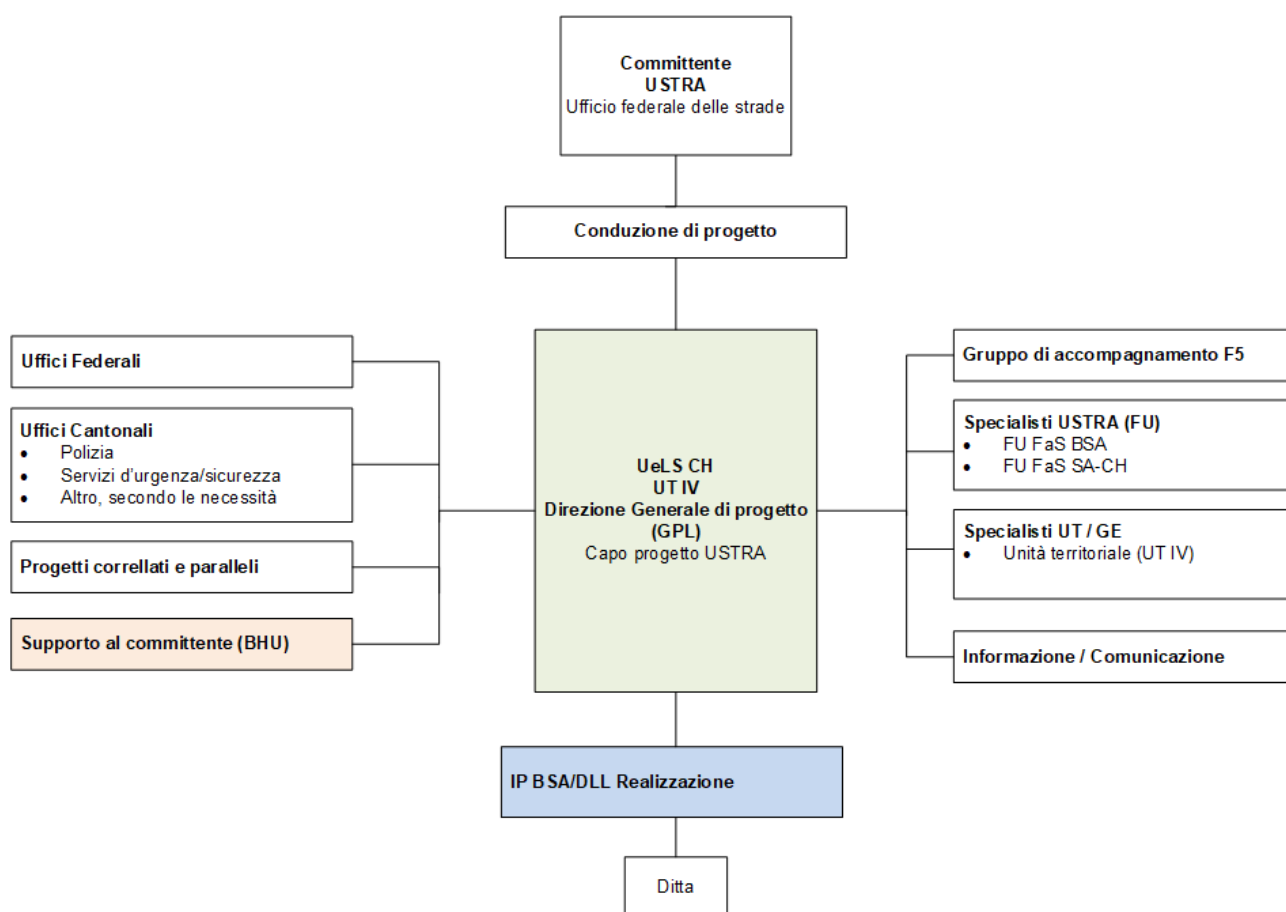 Committente
USTRA
Ufficio federale delle strade
Conduzione di progetto
Uffici Federali
Uffici Cantonali
• Polizia
• Servizi d'urgenza/sicurezza
• Altro, secondo le necessità
Progetti correllati e paralleli
Supporto al committente (BHU)
UeLS CH
UT IV
Direzione Generale di progetto
(GPL)
Capo progetto USTRA
Gruppo di accompagnamento F5
Specialisti USTRA (FU)
• FU FaS BSA
• FU FaS SA-CH
Specialisti UT / GE
• Unità territoriale (UT IV)
Informazione / Comunicazione
IP BSA/DLL Realizzazione
Ditta